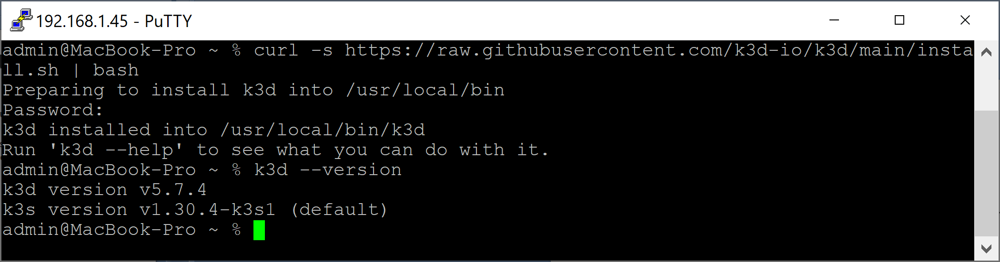 192.168.1.45 - PuTTY
admin@MacBook-Pro ~ % curl -s https://raw.githubusercontent.com/k3d-io/k3d/main/insta
ll.sh | bash
Preparing to install k3d into /usr/local/bin
Password:
k3d installed into /usr/local/bin/k3d
Run 'k3d --help' to see what you can do with it.
admin@MacBook-Pro ~ % k3d --version
k3d version v5.7.4
k3s version v1.30.4-k3s1 (default)
admin@MacBook-Pro ~ %